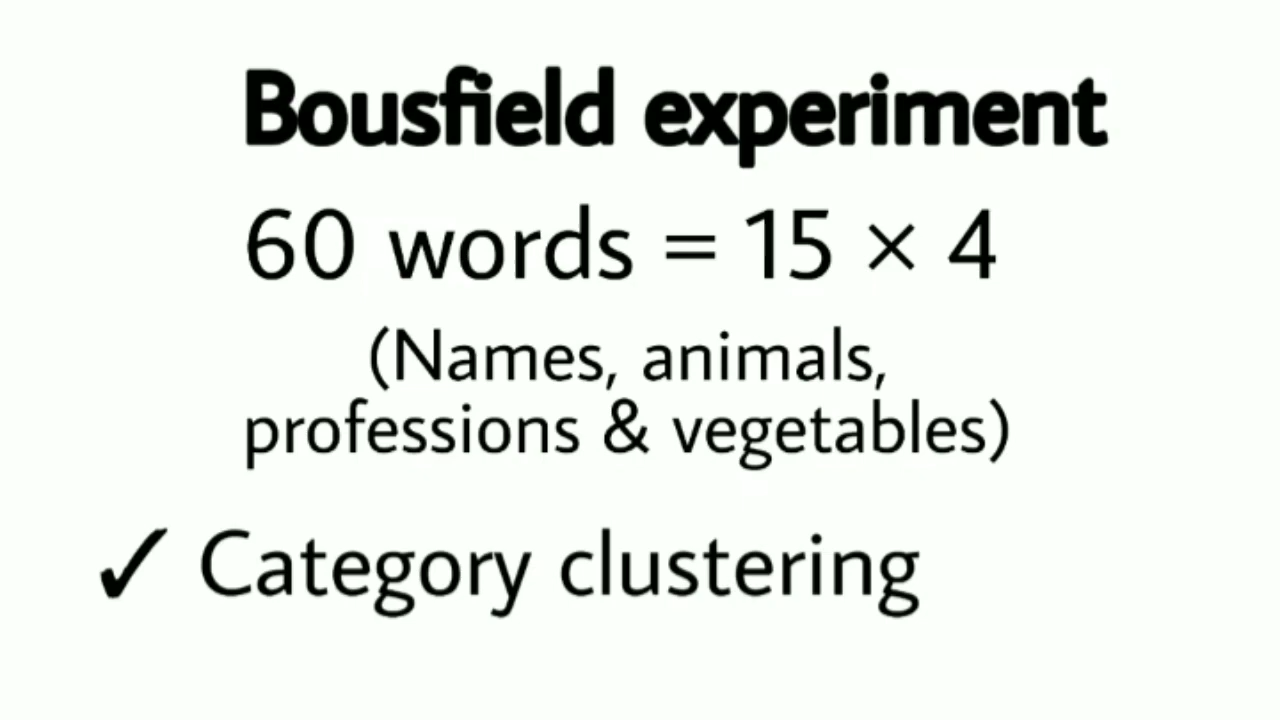 Bousfield experiment
60 words = 15 × 4
(Names, animals,
professions & vegetables)
✓ Category clustering